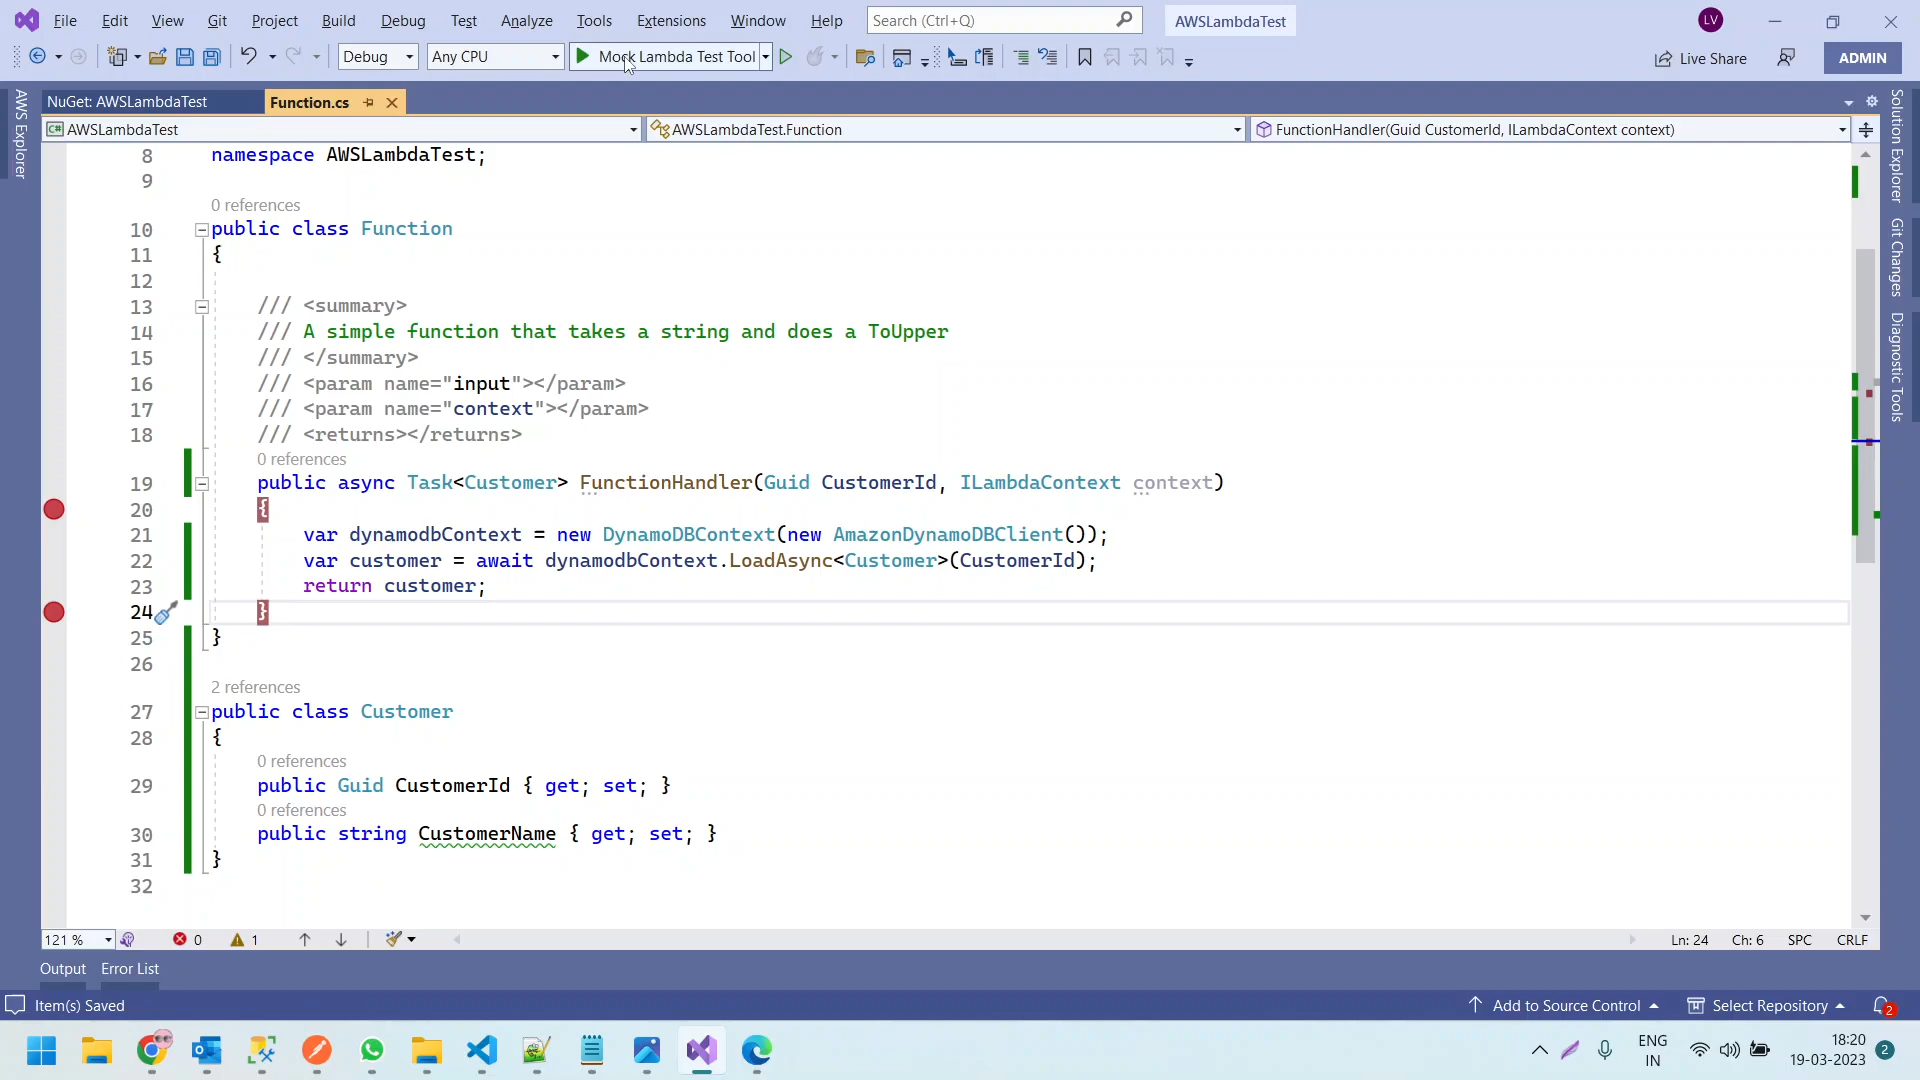 File Edit View Git Project Build Debug Test Analyze Tools Extensions Window Help Search (Ctrl+Q) AWSLambdaTest LV
Debug Any CPU Mock Lambda Test Tool Live Share ADMIN
NuGet: AWSLambdaTest Function.cs
AWSLambdaTest AWSLambdaTest.Function FunctionHandler(Guid CustomerId, ILambdaContext context)
AWS Explorer
Solution Explorer
Git Changes
Diagnostic Tools
8 namespace AWSLambdaTest;
9
0 references
10 public class Function
11 {
12
13 /// <summary>
14 /// A simple function that takes a string and does a ToUpper
15 /// </summary>
16 /// <param name="input"></param>
17 /// <param name="context"></param>
18 /// <returns></returns>
0 references
19 public async Task<Customer> FunctionHandler(Guid CustomerId, ILambdaContext context)
20 {
21 var dynamodbContext = new DynamoDBContext(new AmazonDynamoDBClient());
22 var customer = await dynamodbContext.LoadAsync<Customer>(CustomerId);
23 return customer;
24 }
25 }
26
2 references
27 public class Customer
28 {
0 references
29 public Guid CustomerId { get; set; }
0 references
30 public string CustomerName { get; set; }
31 }
32
121 % 0 1 Ln: 24 Ch: 6 SPC CRLF
Output Error List
Item(s) Saved Add to Source Control Select Repository 2
ENG
IN
18:20
19-03-2023
2